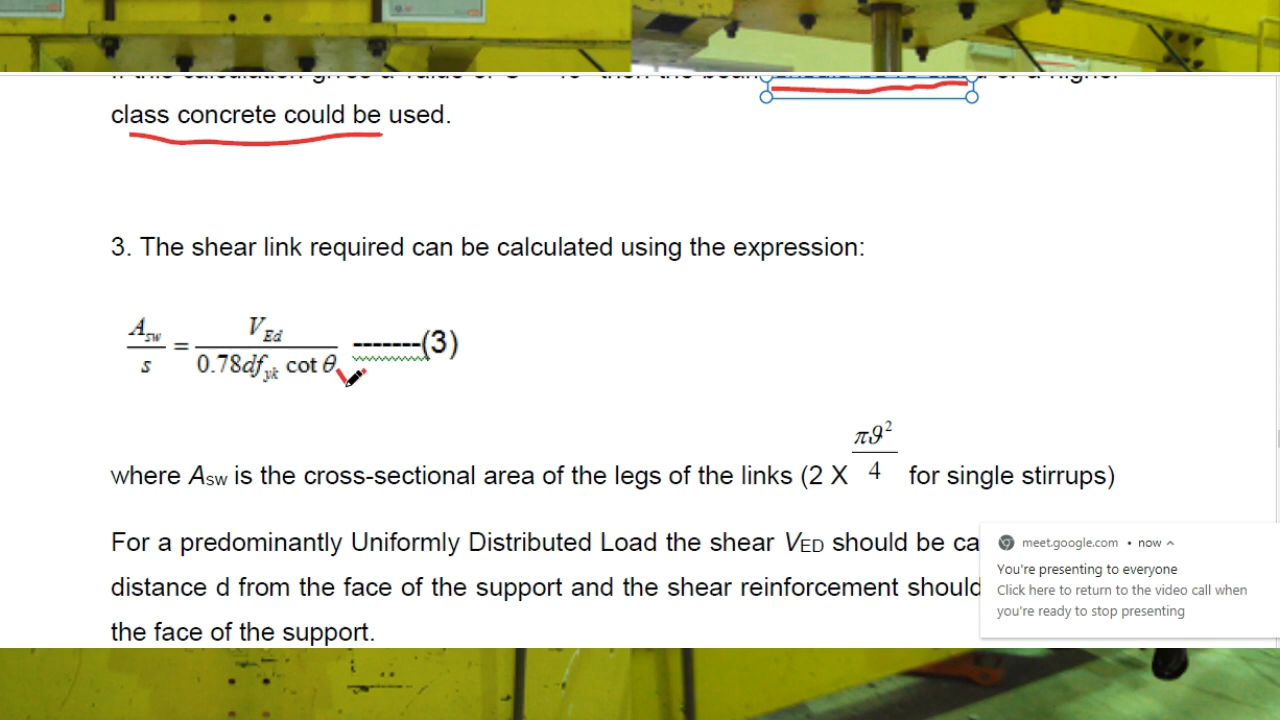 class concrete could be used.
3. The shear link required can be calculated using the expression:
A_sw / s = V_Ed / 0.78df_yk cot θ -------(3)
where Asw is the cross-sectional area of the legs of the links (2 X πϑ² / 4 for single stirrups)
For a predominantly Uniformly Distributed Load the shear VED should be ca
distance d from the face of the support and the shear reinforcement should
the face of the support.
meet.google.com • now
You're presenting to everyone
Click here to return to the video call when
you're ready to stop presenting